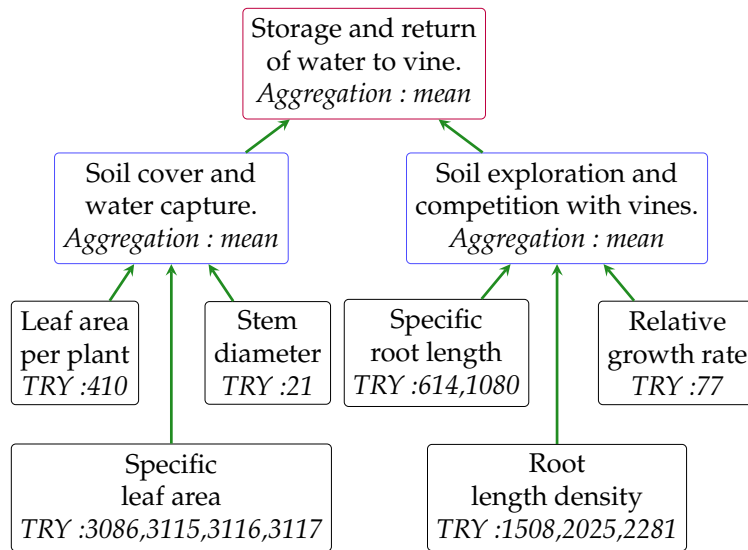 Storage and return
of water to vine.
Aggregation : mean
Soil cover and
water capture.
Aggregation : mean
Soil exploration and
competition with vines.
Aggregation : mean
Leaf area
per plant
TRY :410
Stem
diameter
TRY :21
Specific
root length
TRY :614,1080
Relative
growth rate
TRY :77
Specific
leaf area
TRY :3086,3115,3116,3117
Root
length density
TRY :1508,2025,2281